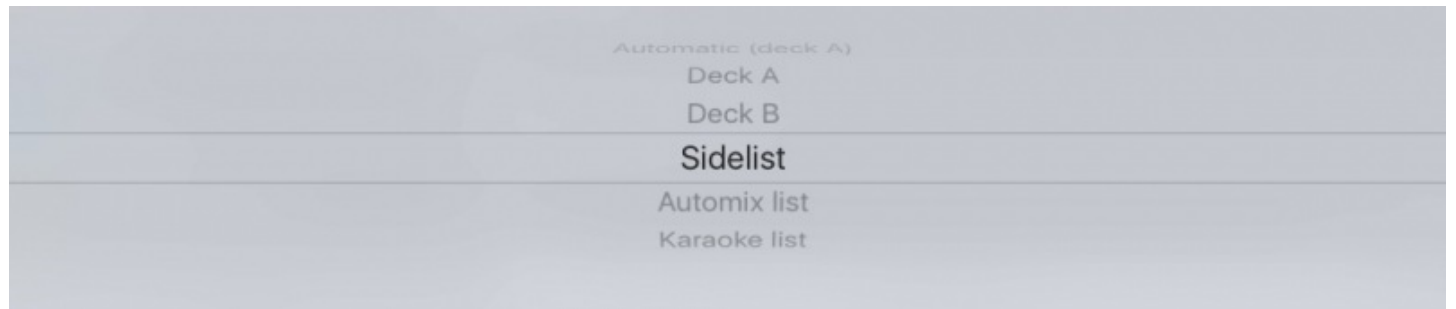 Automatic (deck A)
Deck A
Deck B
Sidelist
Automix list
Karaoke list